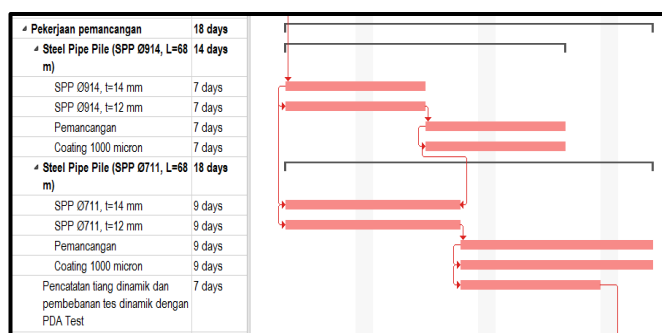 Pekerjaan pemancangan 18 days
Steel Pipe Pile (SPP Ø914, L=68 14 days
m)
SPP Ø914, t=14 mm 7 days
SPP Ø914, t=12 mm 7 days
Pemancangan 7 days
Coating 1000 micron 7 days
Steel Pipe Pile (SPP Ø711, L=68 18 days
m)
SPP Ø711, t=14 mm 9 days
SPP Ø711, t=12 mm 9 days
Pemancangan 9 days
Coating 1000 micron 9 days
Pencatatan tiang dinamik dan 7 days
pembebanan tes dinamik dengan
PDA Test